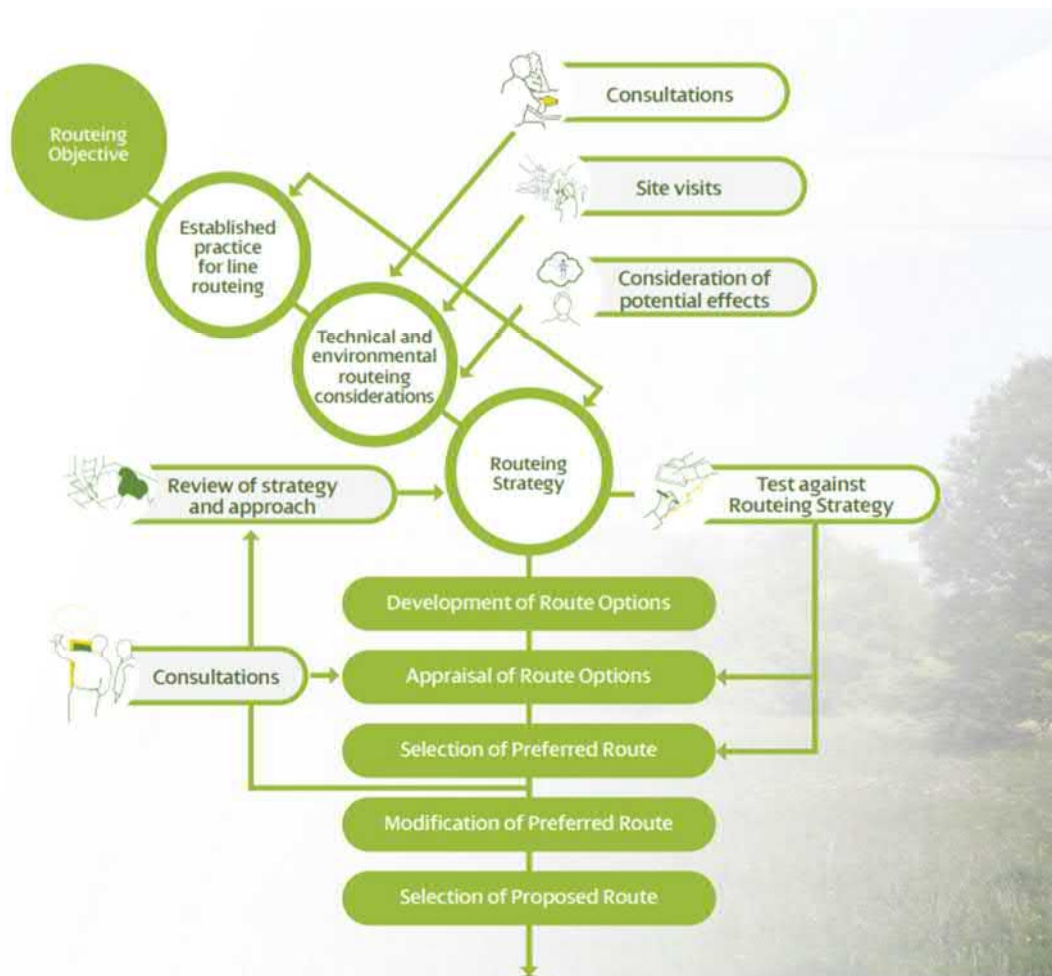 Consultations
Routeing
Objective
Site visits
Established
practice
for line
routeing
Consideration of
potential effects
Technical and
environmental
routeing
considerations
Routeing
Strategy
Review of strategy
and approach
Test against
Routeing Strategy
Development of Route Options
Consultations
Appraisal of Route Options
Selection of Preferred Route
Modification of Preferred Route
Selection of Proposed Route